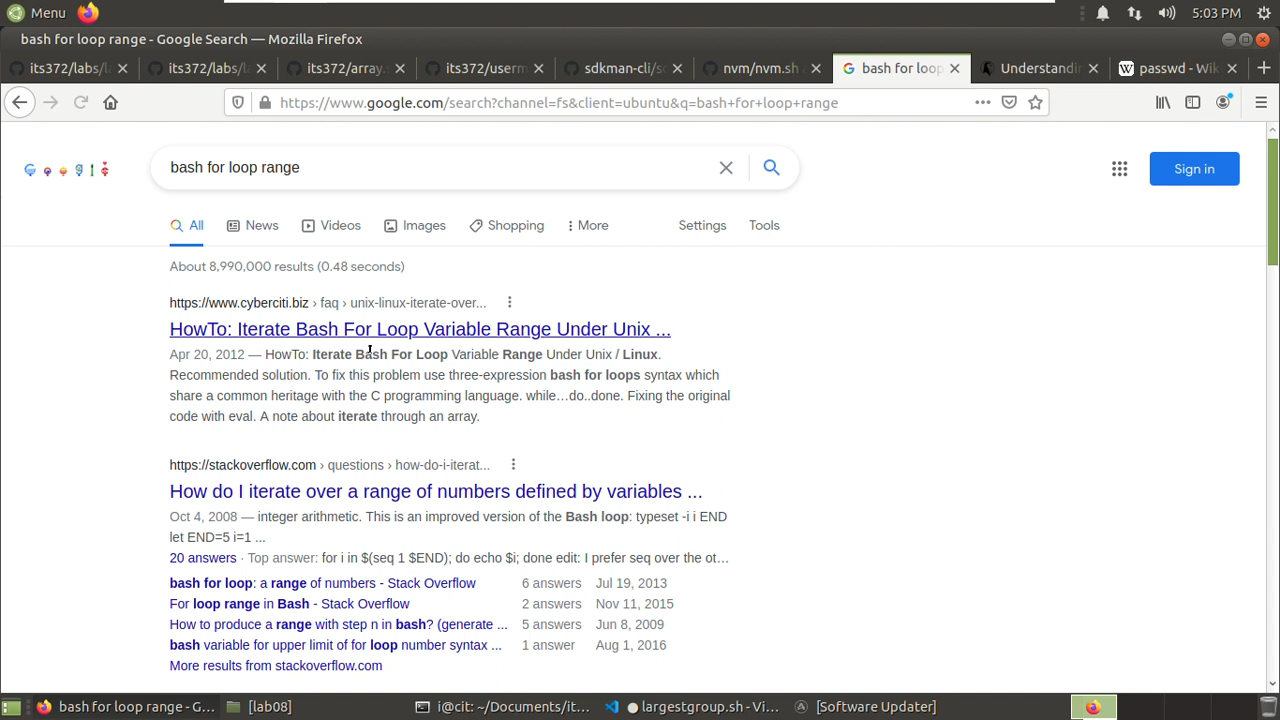 Menu
5:03 PM
bash for loop range - Google Search — Mozilla Firefox
its372/labs/l
its372/labs/l
its372/array.s
its372/userm
sdkman-cli/sc
nvm/nvm.sh a
bash for loop
Understandin
passwd - Wik
https://www.google.com/search?channel=fs&client=ubuntu&q=bash+for+loop+range
bash for loop range
Sign in
All
News
Videos
Images
Shopping
More
Settings
Tools
About 8,990,000 results (0.48 seconds)
https://www.cyberciti.biz › faq › unix-linux-iterate-over...
HowTo: Iterate Bash For Loop Variable Range Under Unix ...
Apr 20, 2012 — HowTo: Iterate Bash For Loop Variable Range Under Unix / Linux.
Recommended solution. To fix this problem use three-expression bash for loops syntax which
share a common heritage with the C programming language. while…do..done. Fixing the original
code with eval. A note about iterate through an array.
https://stackoverflow.com › questions › how-do-i-iterat...
How do I iterate over a range of numbers defined by variables ...
Oct 4, 2008 — integer arithmetic. This is an improved version of the Bash loop: typeset -i i END
let END=5 i=1 ...
20 answers · Top answer: for i in $(seq 1 $END); do echo $i; done edit: I prefer seq over the ot…
bash for loop: a range of numbers - Stack Overflow 6 answers Jul 19, 2013
For loop range in Bash - Stack Overflow 2 answers Nov 11, 2015
How to produce a range with step n in bash? (generate ... 5 answers Jun 8, 2009
bash variable for upper limit of for loop number syntax ... 1 answer Aug 1, 2016
More results from stackoverflow.com
bash for loop range - G...
[lab08]
i@cit: ~/Documents/it...
largestgroup.sh - Vi...
[Software Updater]